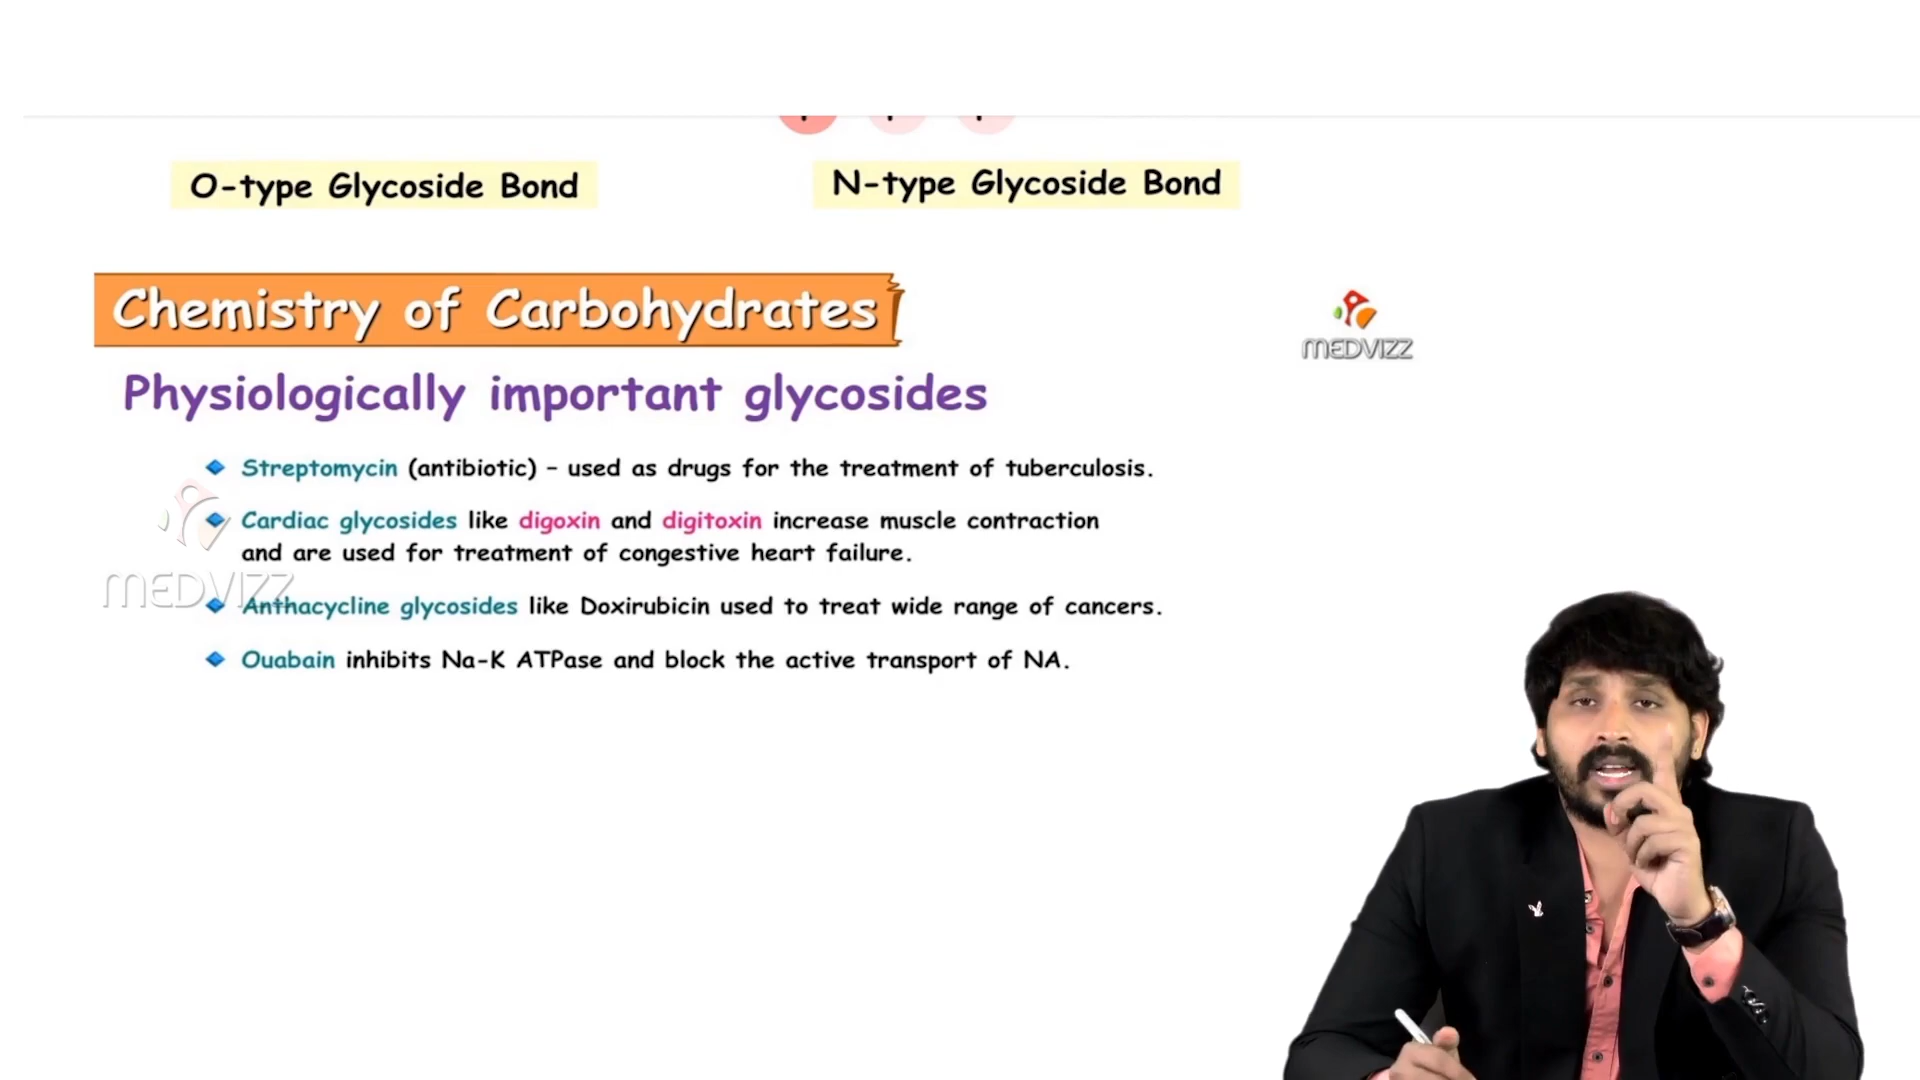 O-type Glycoside Bond
N-type Glycoside Bond
Chemistry of Carbohydrates
MEDVIZZ
Physiologically important glycosides
Streptomycin (antibiotic) – used as drugs for the treatment of tuberculosis.
Cardiac glycosides like digoxin and digitoxin increase muscle contraction
and are used for treatment of congestive heart failure.
MEDVIZZ
Anthacycline glycosides like Doxirubicin used to treat wide range of cancers.
Ouabain inhibits Na-K ATPase and block the active transport of NA.